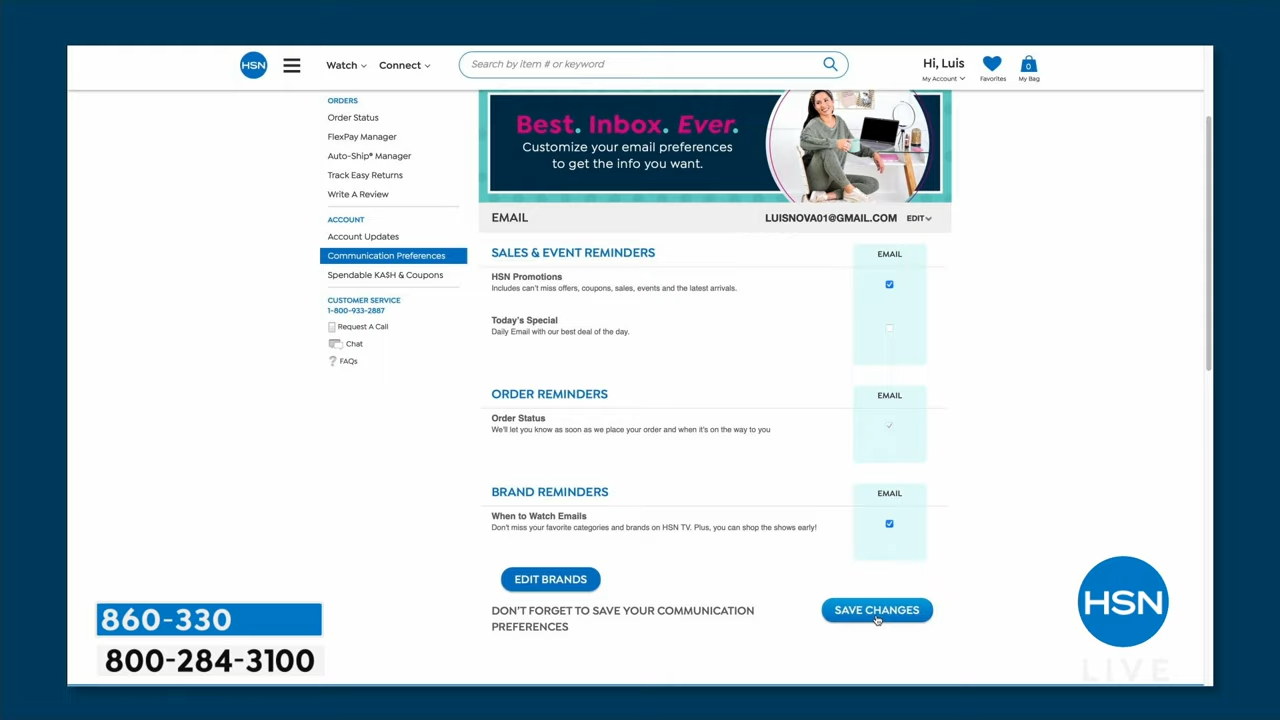 HSN
Watch
Connect
Search by item # or keyword
Hi, Luis
My Account
Favorites
0
My Bag
ORDERS
Order Status
FlexPay Manager
Auto-Ship® Manager
Track Easy Returns
Write A Review
ACCOUNT
Account Updates
Communication Preferences
Spendable KA$H & Coupons
CUSTOMER SERVICE
1-800-933-2887
Request A Call
Chat
FAQs
Best. Inbox. Ever.
Customize your email preferences
to get the info you want.
EMAIL
LUISNOVA01@GMAIL.COM EDIT
SALES & EVENT REMINDERS
EMAIL
HSN Promotions
Includes can't miss offers, coupons, sales, events and the latest arrivals.
Today's Special
Daily Email with our best deal of the day.
ORDER REMINDERS
EMAIL
Order Status
We'll let you know as soon as we place your order and when it's on the way to you
BRAND REMINDERS
EMAIL
When to Watch Emails
Don't miss your favorite categories and brands on HSN TV. Plus, you can shop the shows early!
EDIT BRANDS
DON'T FORGET TO SAVE YOUR COMMUNICATION
PREFERENCES
SAVE CHANGES
860-330
800-284-3100
HSN
LIVE